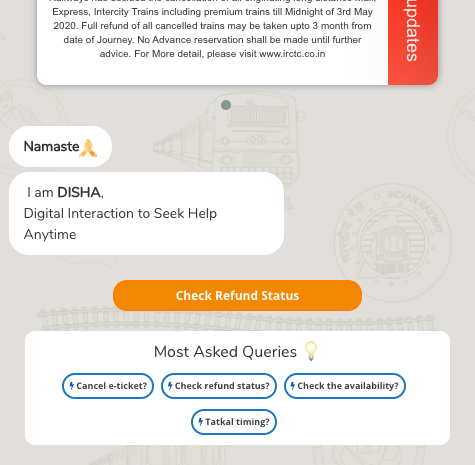 Express, Intercity Trains including premium trains till Midnight of 3rd May
2020. Full refund of all cancelled trains may be taken upto 3 month from
date of Journey. No Advance reservation shall be made until further
advice. For More detail, please visit www.irctc.co.in
updates
Namaste🙏
I am DISHA,
Digital Interaction to Seek Help
Anytime
INDIAN RAILWAY
Check Refund Status
Most Asked Queries 💡
Cancel e-ticket?
Check refund status?
Check the availability?
Tatkal timing?